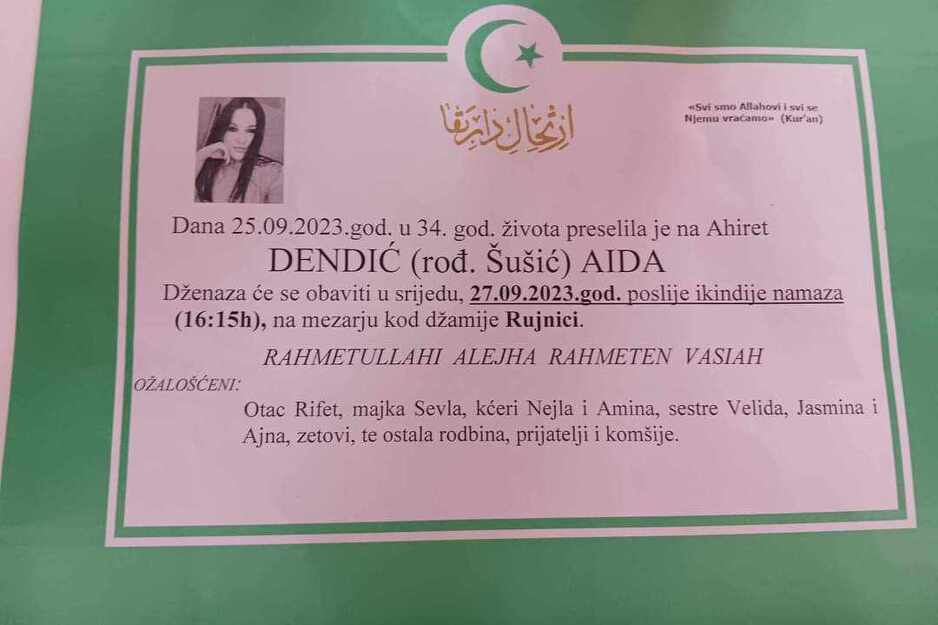 ارتحال دار بقا
«Svi smo Allahovi i svi se
Njemu vraćamo» (Kur'an)
Dana 25.09.2023.god. u 34. god. života preselila je na Ahiret
DENDIĆ (rođ. Šušić) AIDA
Dženaza će se obaviti u srijedu, 27.09.2023.god. poslije ikindije namaza
(16:15h), na mezarju kod džamije Rujnici.
RAHMETULLAHI ALEJHA RAHMETEN VASIAH
OŽALOŠĆENI:
Otac Rifet, majka Sevla, kćeri Nejla i Amina, sestre Velida, Jasmina i
Ajna, zetovi, te ostala rodbina, prijatelji i komšije.